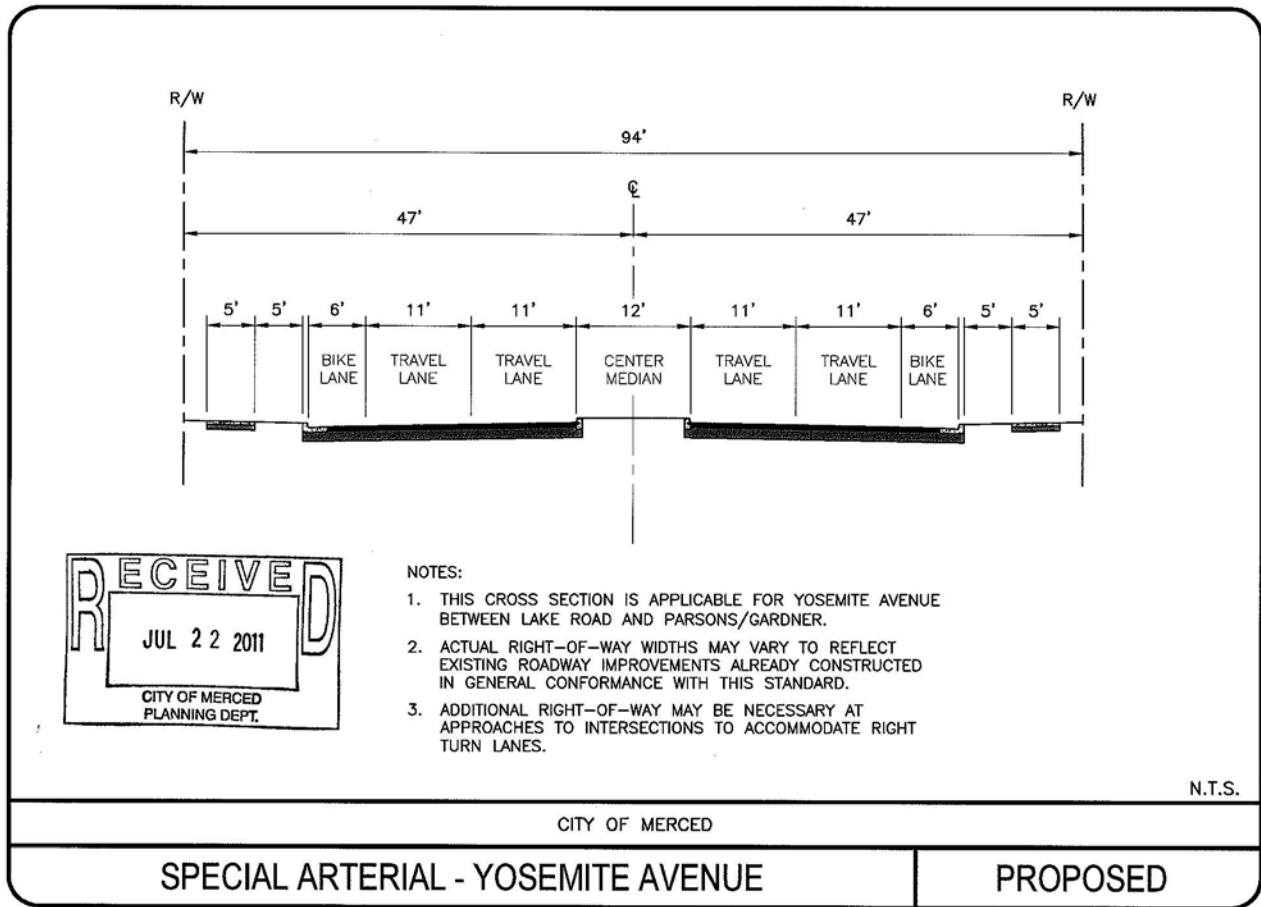 R/W R/W
94'
℄
47' 47'
5' 5' 6' 11' 11' 12' 11' 11' 6' 5' 5'
BIKE LANE TRAVEL LANE TRAVEL LANE CENTER MEDIAN TRAVEL LANE TRAVEL LANE BIKE LANE
RECEIVED
JUL 22 2011
CITY OF MERCED
PLANNING DEPT.
NOTES:
1. THIS CROSS SECTION IS APPLICABLE FOR YOSEMITE AVENUE
BETWEEN LAKE ROAD AND PARSONS/GARDNER.
2. ACTUAL RIGHT-OF-WAY WIDTHS MAY VARY TO REFLECT
EXISTING ROADWAY IMPROVEMENTS ALREADY CONSTRUCTED
IN GENERAL CONFORMANCE WITH THIS STANDARD.
3. ADDITIONAL RIGHT-OF-WAY MAY BE NECESSARY AT
APPROACHES TO INTERSECTIONS TO ACCOMMODATE RIGHT
TURN LANES.
N.T.S.
CITY OF MERCED
SPECIAL ARTERIAL - YOSEMITE AVENUE
PROPOSED